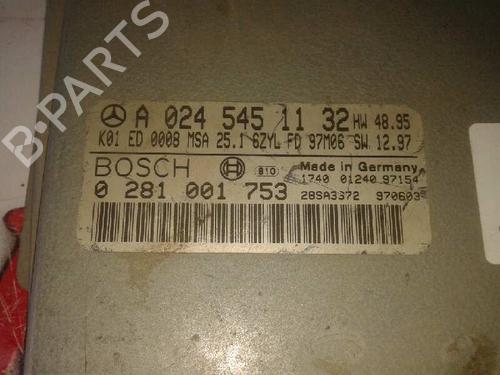 A 024 545 11 32 HW 48.95
K01 ED 0008 MSA 25.1 6ZYL FD 97M06 SW 12.97
BOSCH 810 Made in Germany
1740 01240 97154
0 281 001 753 28SA3372 970603
B-PARTS